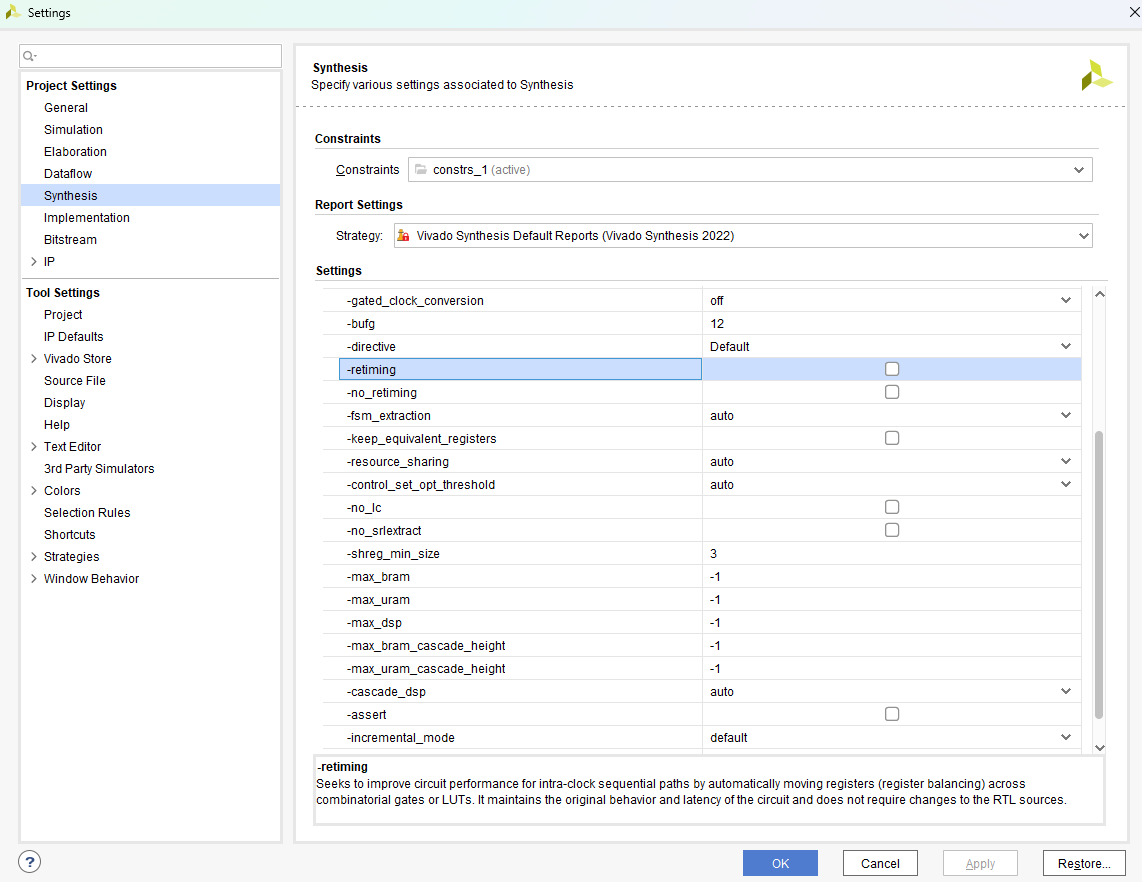 Settings
Project Settings
General
Simulation
Elaboration
Dataflow
Synthesis
Implementation
Bitstream
IP
Tool Settings
Project
IP Defaults
Vivado Store
Source File
Display
Help
Text Editor
3rd Party Simulators
Colors
Selection Rules
Shortcuts
Strategies
Window Behavior
Synthesis
Specify various settings associated to Synthesis
Constraints
Constraints constrs_1 (active)
Report Settings
Strategy: Vivado Synthesis Default Reports (Vivado Synthesis 2022)
Settings
-gated_clock_conversion off
-bufg 12
-directive Default
-retiming
-no_retiming
-fsm_extraction auto
-keep_equivalent_registers
-resource_sharing auto
-control_set_opt_threshold auto
-no_lc
-no_srlextract
-shreg_min_size 3
-max_bram -1
-max_uram -1
-max_dsp -1
-max_bram_cascade_height -1
-max_uram_cascade_height -1
-cascade_dsp auto
-assert
-incremental_mode default
-retiming
Seeks to improve circuit performance for intra-clock sequential paths by automatically moving registers (register balancing) across
combinatorial gates or LUTs. It maintains the original behavior and latency of the circuit and does not require changes to the RTL sources.
?
OK Cancel Apply Restore...